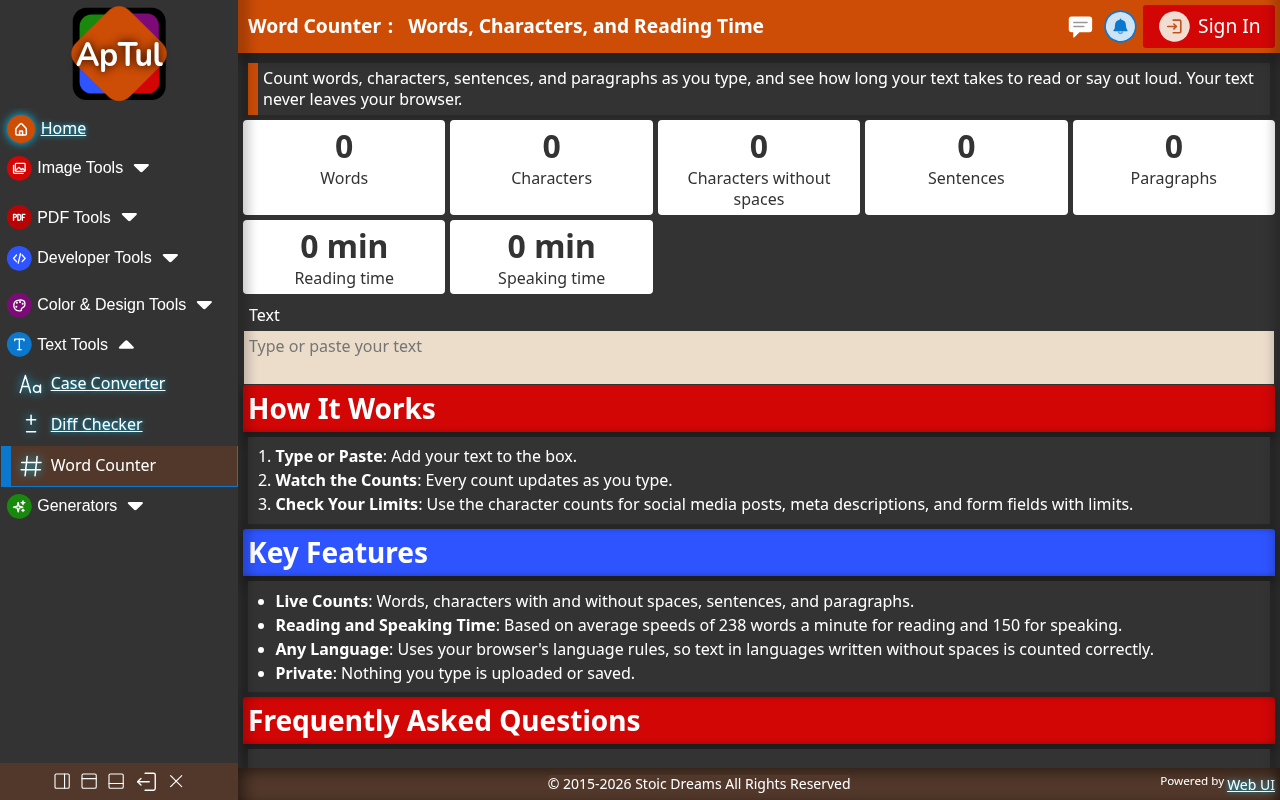 ApTul
Home
Image Tools
PDF
PDF Tools
Developer Tools
Color & Design Tools
Text Tools
Case Converter
Diff Checker
Word Counter
Generators
Word Counter : Words, Characters, and Reading Time
Sign In
Count words, characters, sentences, and paragraphs as you type, and see how long your text takes to read or say out loud. Your text
never leaves your browser.
0
Words
0
Characters
0
Characters without
spaces
0
Sentences
0
Paragraphs
0 min
Reading time
0 min
Speaking time
Text
Type or paste your text
How It Works
1. Type or Paste: Add your text to the box.
2. Watch the Counts: Every count updates as you type.
3. Check Your Limits: Use the character counts for social media posts, meta descriptions, and form fields with limits.
Key Features
• Live Counts: Words, characters with and without spaces, sentences, and paragraphs.
• Reading and Speaking Time: Based on average speeds of 238 words a minute for reading and 150 for speaking.
• Any Language: Uses your browser's language rules, so text in languages written without spaces is counted correctly.
• Private: Nothing you type is uploaded or saved.
Frequently Asked Questions
© 2015-2026 Stoic Dreams All Rights Reserved
Powered by Web UI